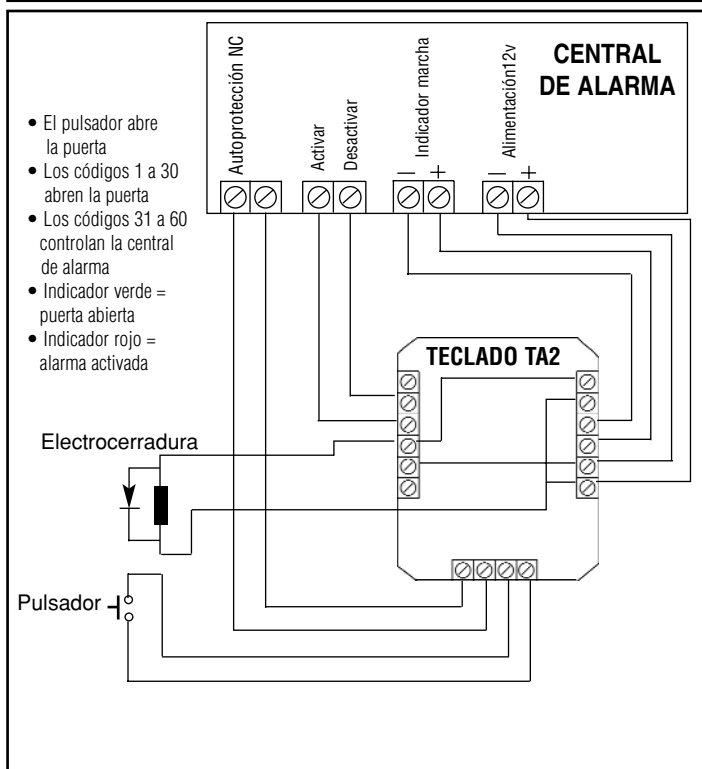 CENTRAL
DE ALARMA
Autoprotección NC
Activar
Desactivar
Indicador marcha
Alimentación12v
– +
– +
• El pulsador abre
la puerta
• Los códigos 1 a 30
abren la puerta
• Los códigos 31 a 60
controlan la central
de alarma
• Indicador verde =
puerta abierta
• Indicador rojo =
alarma activada
TECLADO TA2
Electrocerradura
Pulsador